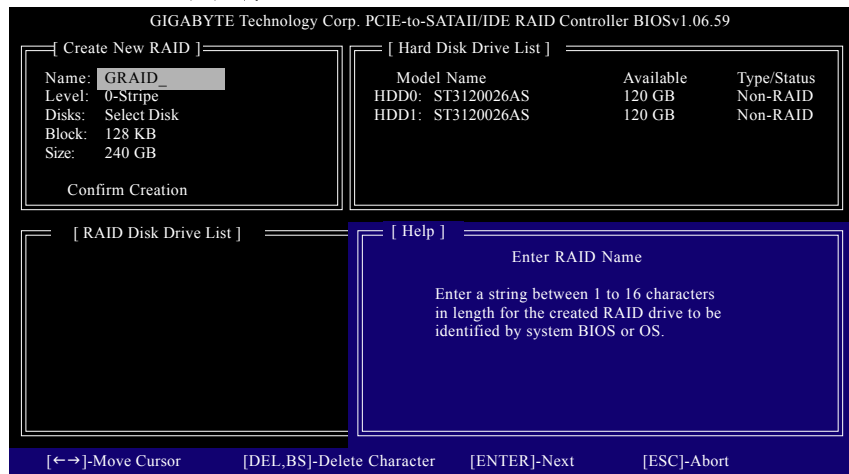 GIGABYTE Technology Corp. PCIE-to-SATAII/IDE RAID Controller BIOSv1.06.59
[ Create New RAID ]
Name: GRAID_
Level: 0-Stripe
Disks: Select Disk
Block: 128 KB
Size: 240 GB
Confirm Creation
[ Hard Disk Drive List ]
Model Name Available Type/Status
HDD0: ST3120026AS 120 GB Non-RAID
HDD1: ST3120026AS 120 GB Non-RAID
[ RAID Disk Drive List ]
[ Help ]
Enter RAID Name
Enter a string between 1 to 16 characters
in length for the created RAID drive to be
identified by system BIOS or OS.
[←→]-Move Cursor [DEL,BS]-Delete Character [ENTER]-Next [ESC]-Abort